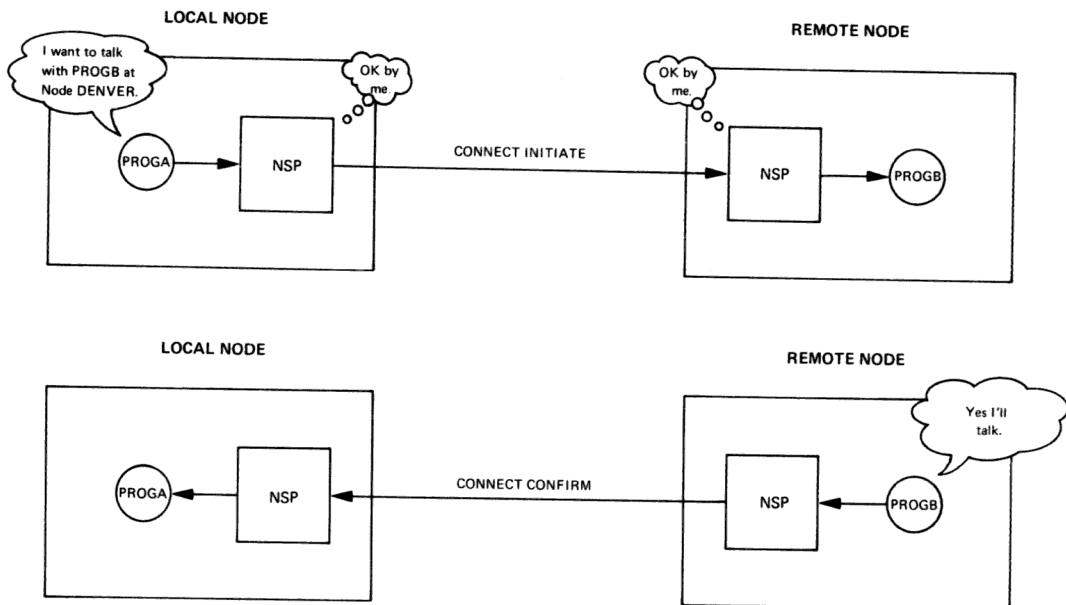 LOCAL NODE
REMOTE NODE
I want to talk
with PROGB at
Node DENVER.
OK by
me.
OK by
me.
PROGA
NSP
CONNECT INITIATE
NSP
PROGB
LOCAL NODE
REMOTE NODE
Yes I'll
talk.
PROGA
NSP
CONNECT CONFIRM
NSP
PROGB